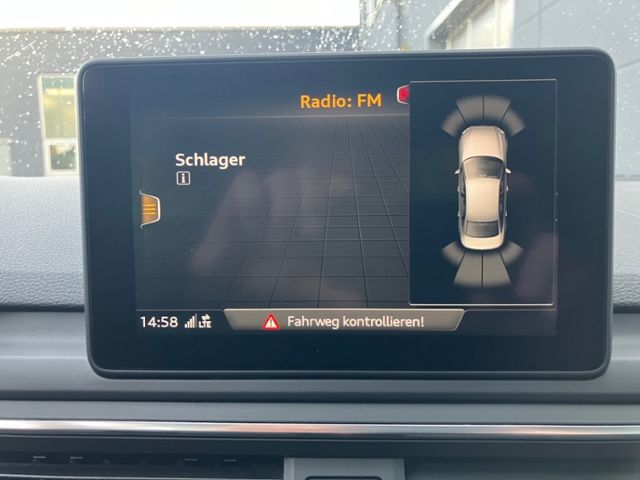 Radio: FM
Schlager
i
14:58 LTE
Fahrweg kontrollieren!